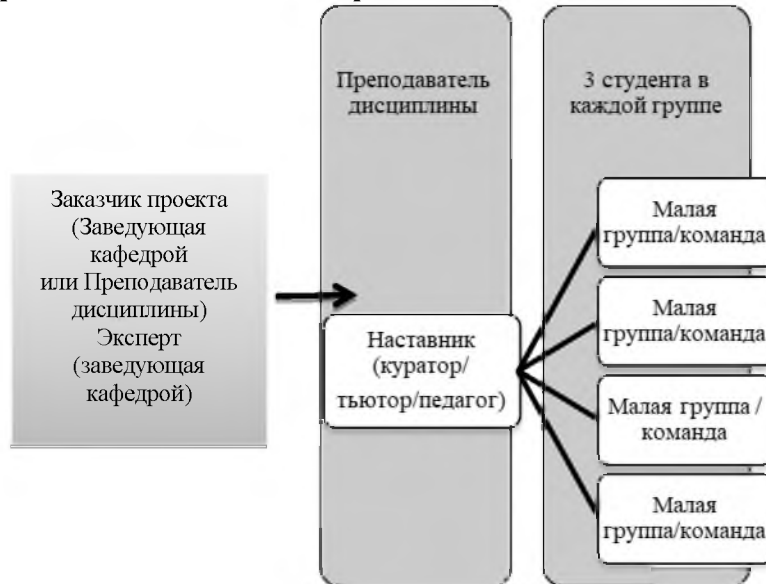 Преподаватель
дисциплины
3 студента в
каждой группе
Заказчик проекта
(Заведующая
кафедрой
или Преподаватель
дисциплины)
Эксперт
(заведующая
кафедрой)
Наставник
(куратор/
тьютор/педагог)
Малая
группа/команда
Малая
группа/команда
Малая группа /
команда
Малая
группа/команда